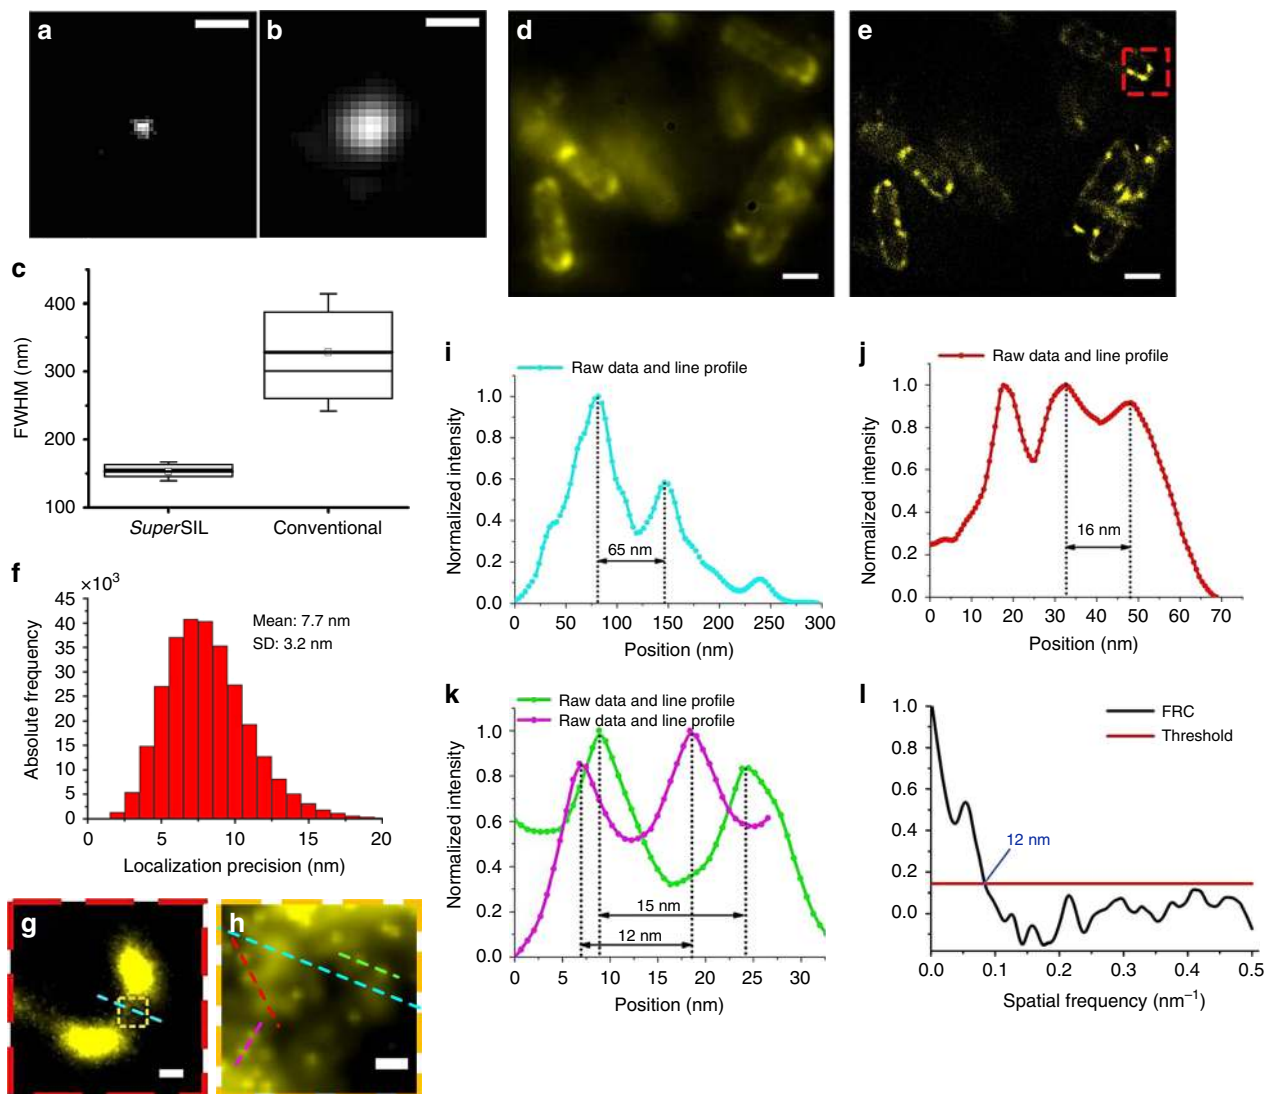 a
b
d
e
c
FWHM (nm)
400
300
200
100
SuperSIL
Conventional
i
Raw data and line profile
Normalized intensity
1.0
0.8
0.6
0.4
0.2
0.0
65 nm
0 50 100 150 200 250 300
Position (nm)
j
Raw data and line profile
Normalized intensity
1.0
0.8
0.6
0.4
0.2
0.0
16 nm
0 10 20 30 40 50 60 70
Position (nm)
f
×10³
Absolute frequency
45
40
35
30
25
20
15
10
5
0
Mean: 7.7 nm
SD: 3.2 nm
0 5 10 15 20
Localization precision (nm)
k
Raw data and line profile
Raw data and line profile
Normalized intensity
1.0
0.8
0.6
0.4
0.2
0.0
15 nm
12 nm
0 5 10 15 20 25 30
Position (nm)
l
FRC
Threshold
1.0
0.8
0.6
0.4
0.2
0.0
12 nm
0.0 0.1 0.2 0.3 0.4 0.5
Spatial frequency (nm⁻¹)
g
h